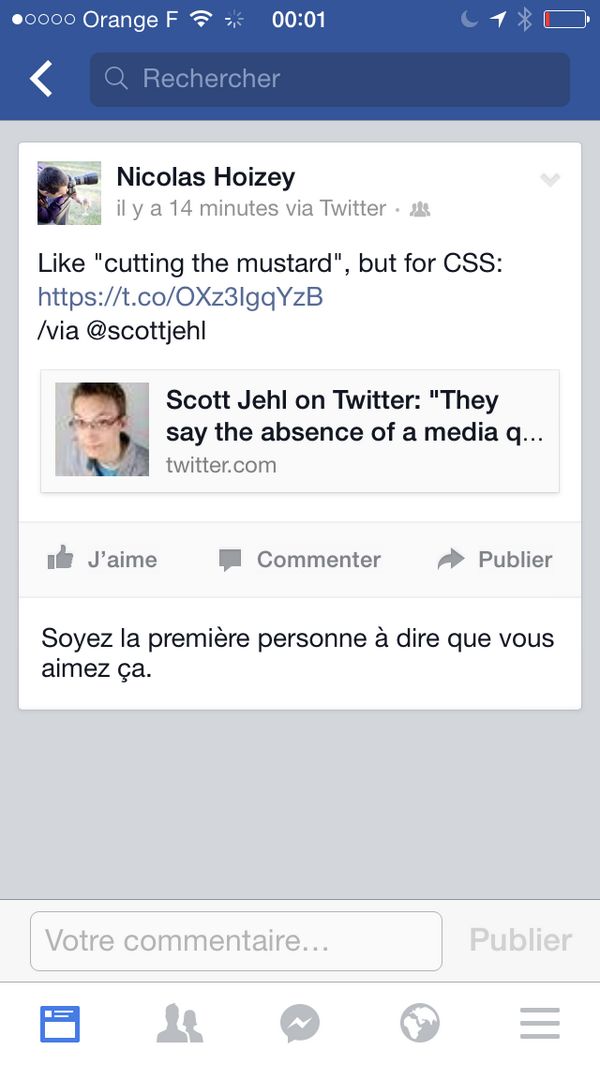 Orange F 00:01
Rechercher
Nicolas Hoizey
il y a 14 minutes via Twitter ·
Like "cutting the mustard", but for CSS:
https://t.co/OXz3IgqYzB
/via @scottjehl
Scott Jehl on Twitter: "They
say the absence of a media q...
twitter.com
J’aime Commenter Publier
Soyez la première personne à dire que vous
aimez ça.
Votre commentaire... Publier